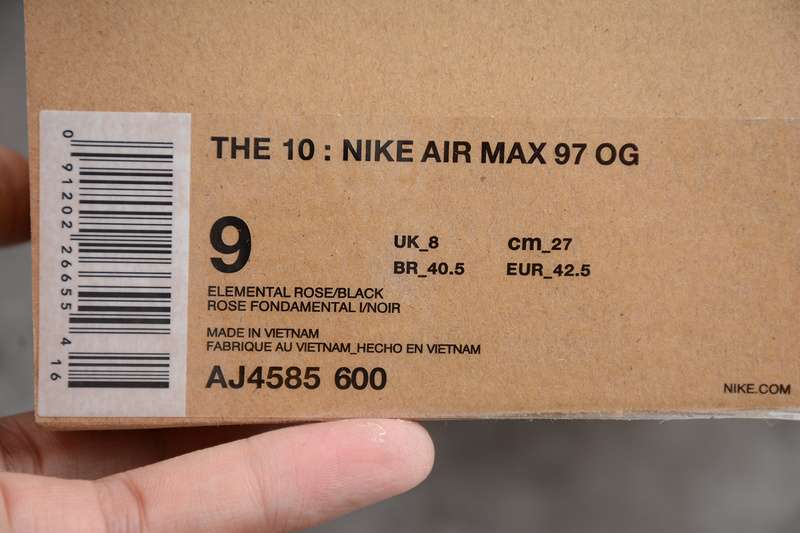 THE 10 : NIKE AIR MAX 97 OG
9
UK_8 cm_27
BR_40.5 EUR_42.5
ELEMENTAL ROSE/BLACK
ROSE FONDAMENTAL I/NOIR
MADE IN VIETNAM
FABRIQUE AU VIETNAM_HECHO EN VIETNAM
AJ4585 600
NIKE.COM
0 91202 26655 4 16